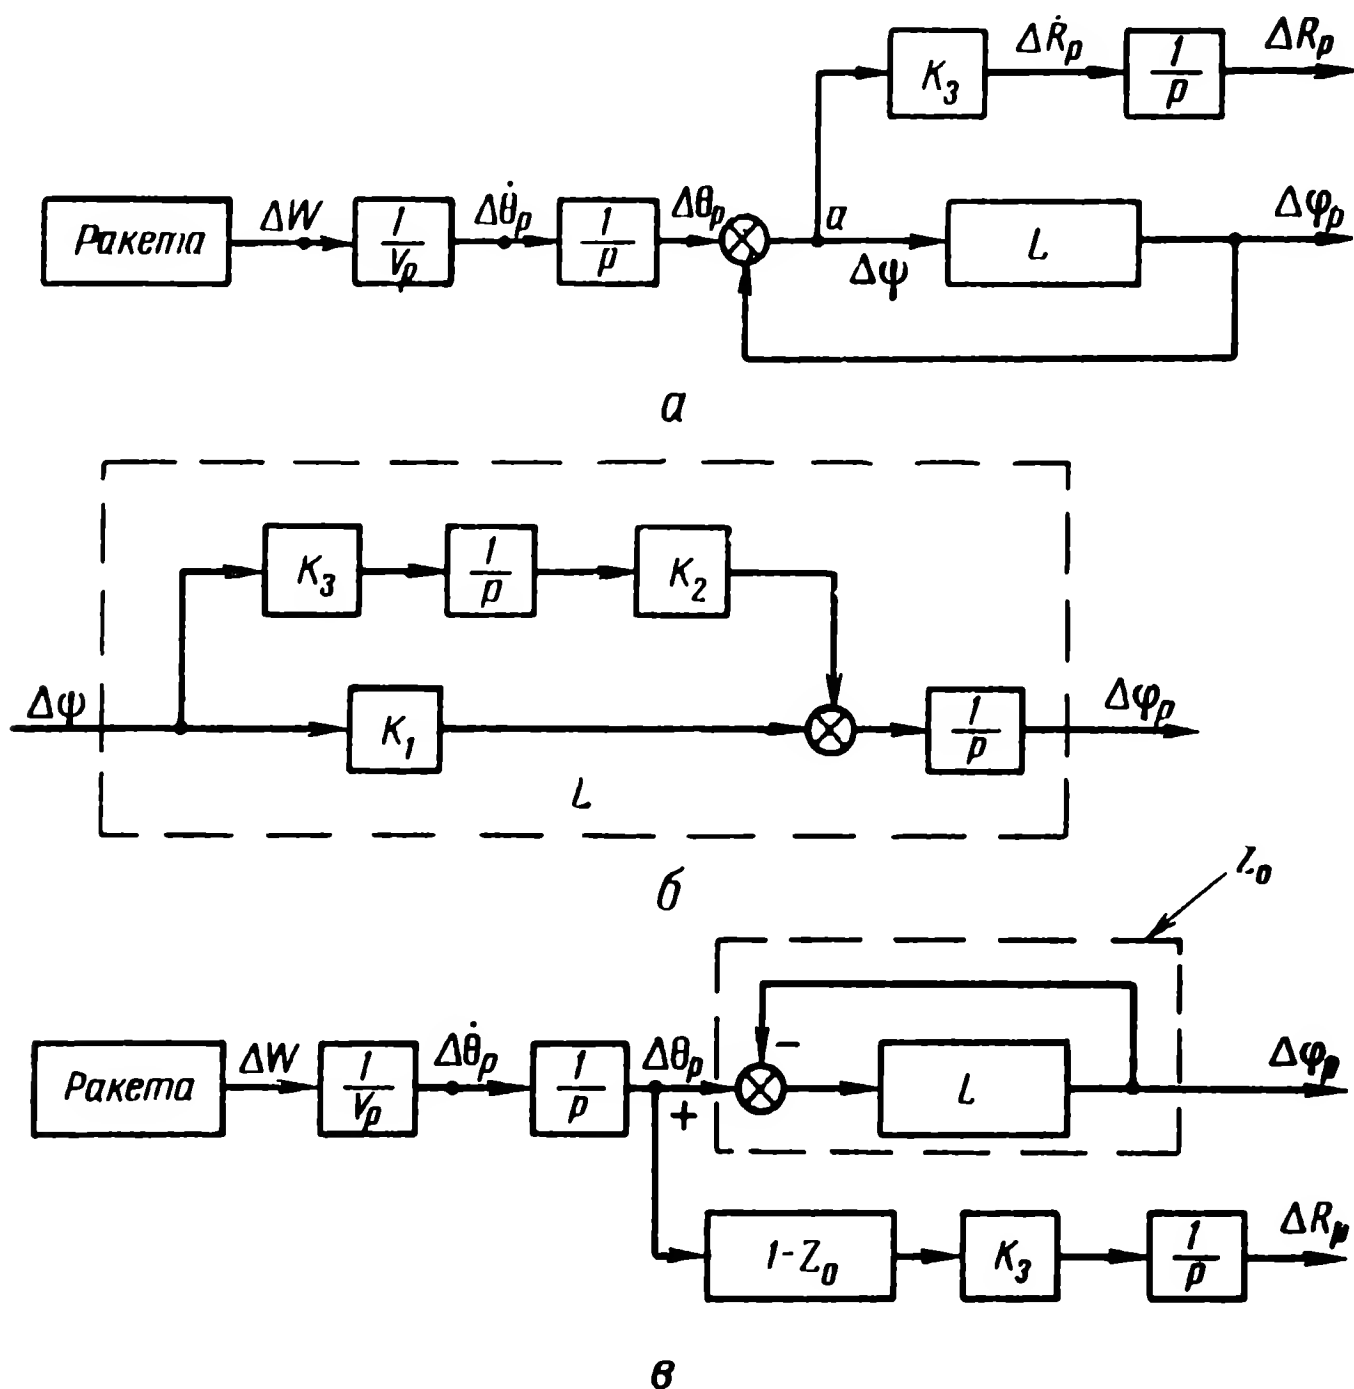 K₃ ΔṘₚ 1/p ΔRₚ
Ракета ΔW 1/Vₚ Δθ̇ₚ 1/p Δθₚ a Δψ L Δφₚ
а
K₃ 1/p K₂
Δψ K₁ 1/p Δφₚ
L
б
Z₀
Ракета ΔW 1/Vₚ Δθ̇ₚ 1/p Δθₚ + − L Δφₚ
1-Z₀ K₃ 1/p ΔRₚ
в